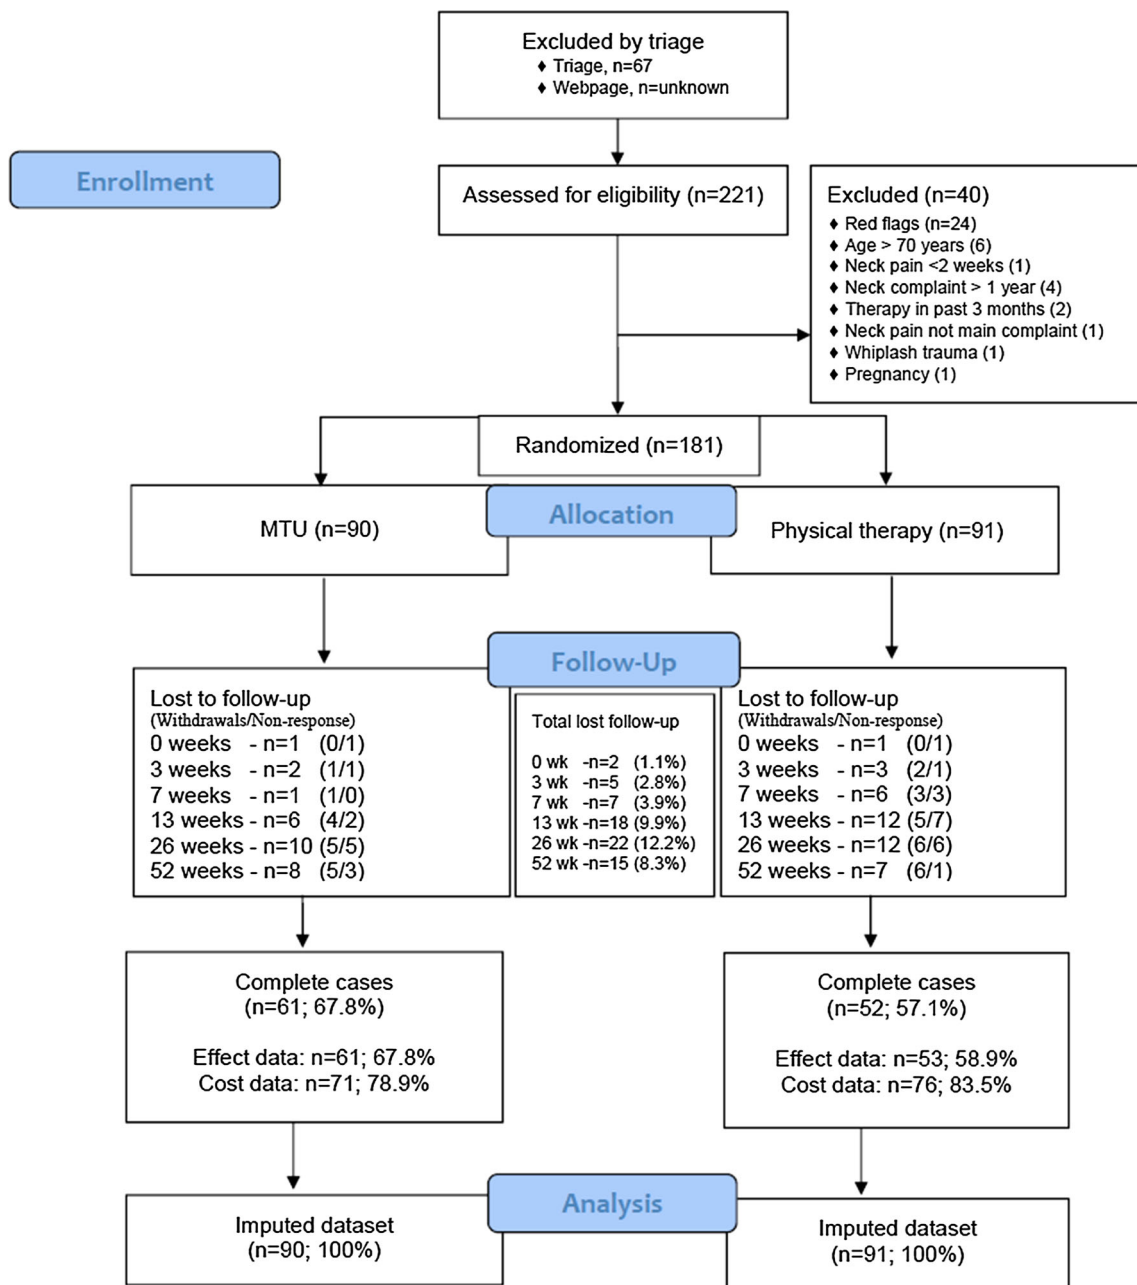 Excluded by triage
♦ Triage, n=67
♦ Webpage, n=unknown
Enrollment
Assessed for eligibility (n=221)
Excluded (n=40)
♦ Red flags (n=24)
♦ Age > 70 years (6)
♦ Neck pain <2 weeks (1)
♦ Neck complaint > 1 year (4)
♦ Therapy in past 3 months (2)
♦ Neck pain not main complaint (1)
♦ Whiplash trauma (1)
♦ Pregnancy (1)
Randomized (n=181)
Allocation
MTU (n=90)
Physical therapy (n=91)
Follow-Up
Lost to follow-up
(Withdrawals/Non-response)
0 weeks - n=1 (0/1)
3 weeks - n=2 (1/1)
7 weeks - n=1 (1/0)
13 weeks - n=6 (4/2)
26 weeks - n=10 (5/5)
52 weeks - n=8 (5/3)
Total lost follow-up
0 wk -n=2 (1.1%)
3 wk -n=5 (2.8%)
7 wk -n=7 (3.9%)
13 wk -n=18 (9.9%)
26 wk -n=22 (12.2%)
52 wk -n=15 (8.3%)
Lost to follow-up
(Withdrawals/Non-response)
0 weeks - n=1 (0/1)
3 weeks - n=3 (2/1)
7 weeks - n=6 (3/3)
13 weeks - n=12 (5/7)
26 weeks - n=12 (6/6)
52 weeks - n=7 (6/1)
Complete cases
(n=61; 67.8%)
Effect data: n=61; 67.8%
Cost data: n=71; 78.9%
Complete cases
(n=52; 57.1%)
Effect data: n=53; 58.9%
Cost data: n=76; 83.5%
Analysis
Imputed dataset
(n=90; 100%)
Imputed dataset
(n=91; 100%)